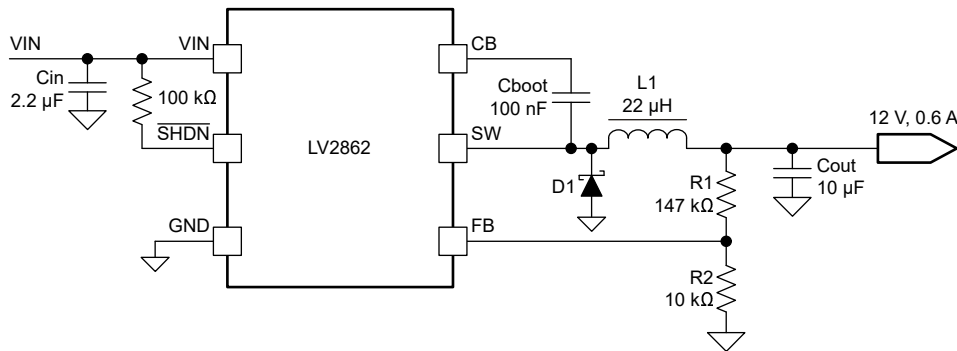 VIN
Cin
2.2 µF
100 kΩ
VIN
SHDN
GND
LV2862
CB
SW
FB
Cboot
100 nF
L1
22 µH
D1
R1
147 kΩ
R2
10 kΩ
Cout
10 µF
12 V, 0.6 A